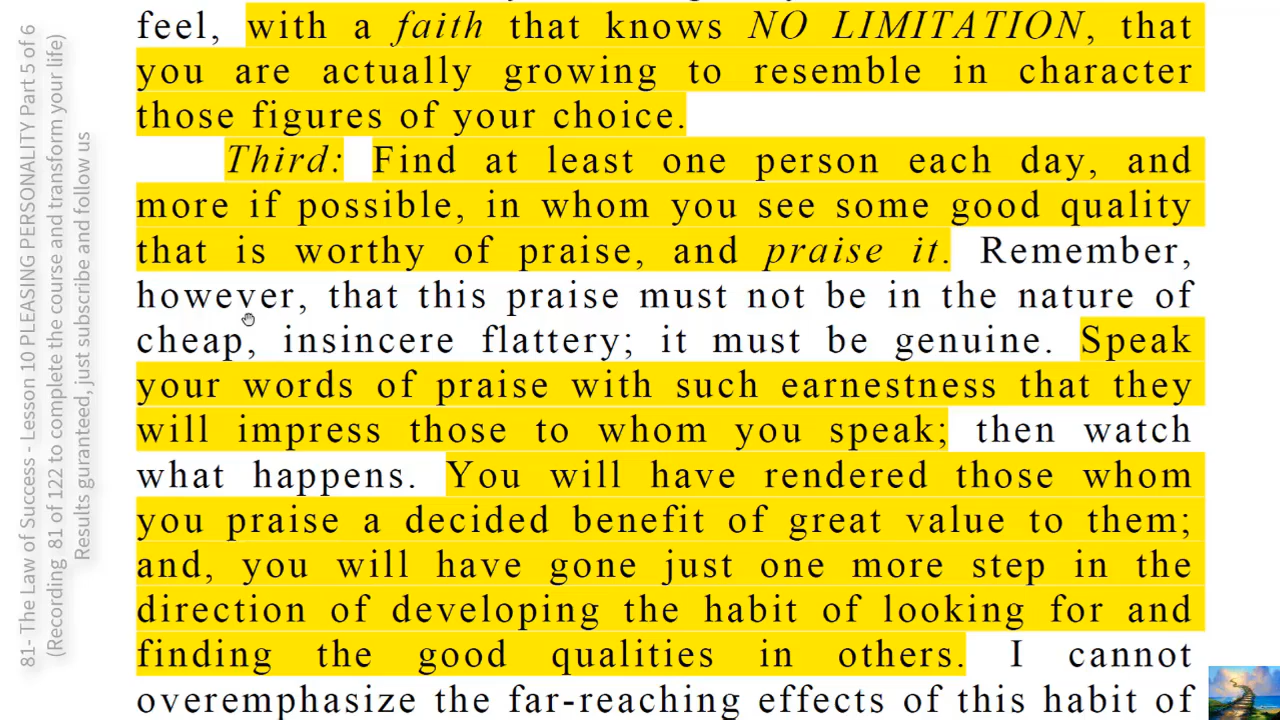 feel, with a faith that knows NO LIMITATION, that
you are actually growing to resemble in character
those figures of your choice.
Third: Find at least one person each day, and
more if possible, in whom you see some good quality
that is worthy of praise, and praise it. Remember,
however, that this praise must not be in the nature of
cheap, insincere flattery; it must be genuine. Speak
your words of praise with such earnestness that they
will impress those to whom you speak; then watch
what happens. You will have rendered those whom
you praise a decided benefit of great value to them;
and, you will have gone just one more step in the
direction of developing the habit of looking for and
finding the good qualities in others. I cannot
overemphasize the far-reaching effects of this habit of
81- The Law of Success - Lesson 10 PLEASING PERSONALITY Part 5 of 6
(Recording 81 of 122 to complete the course and transform your life)
Results guranteed, just subscribe and follow us